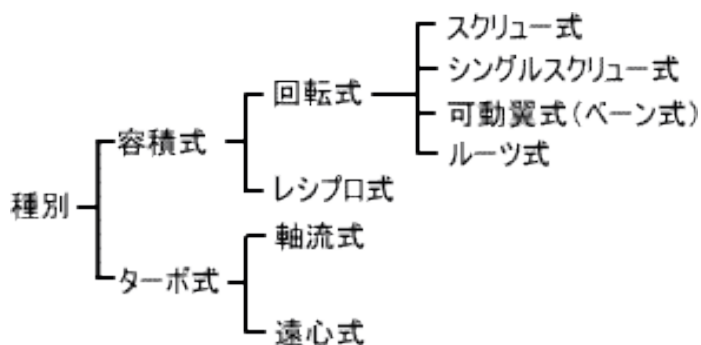 種別
容積式
回転式
スクリュー式
シングルスクリュー式
可動翼式(ベーン式)
ルーツ式
レシプロ式
ターボ式
軸流式
遠心式